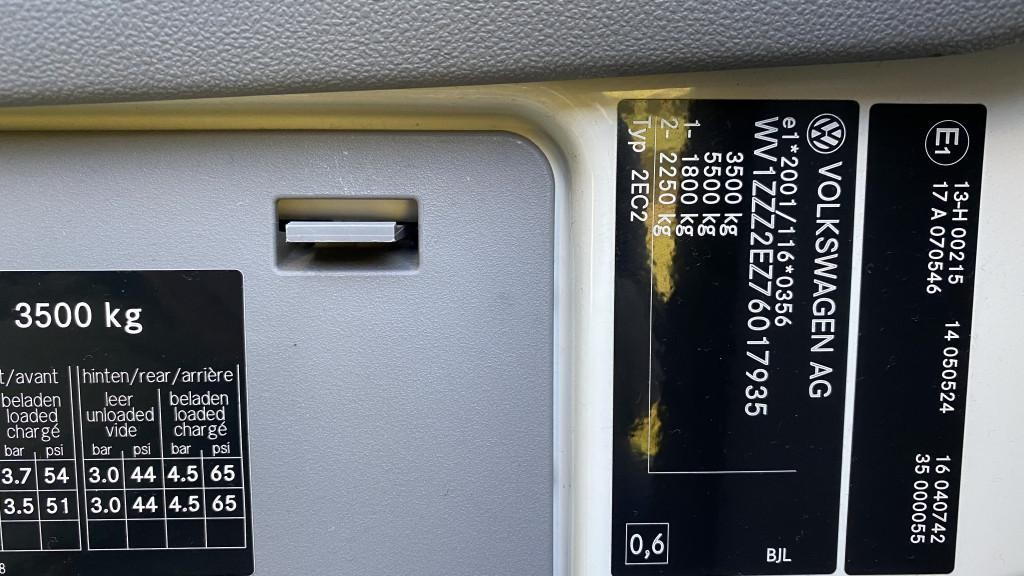 3500 kg
t/avant hinten/rear/arrière
beladen leer beladen
loaded unloaded loaded
chargé vide chargé
bar psi bar psi bar psi
3.7 54 3.0 44 4.5 65
3.5 51 3.0 44 4.5 65
8
VOLKSWAGEN AG
e1*2001/116*0356
WV1ZZZ2EZ76017935
3500 kg
5500 kg
1- 1800 kg
2- 2250 kg
Typ 2EC2
0,6
BJL
E1
13-H 00215 14 050524 16 040742
17 A 070546 35 000055